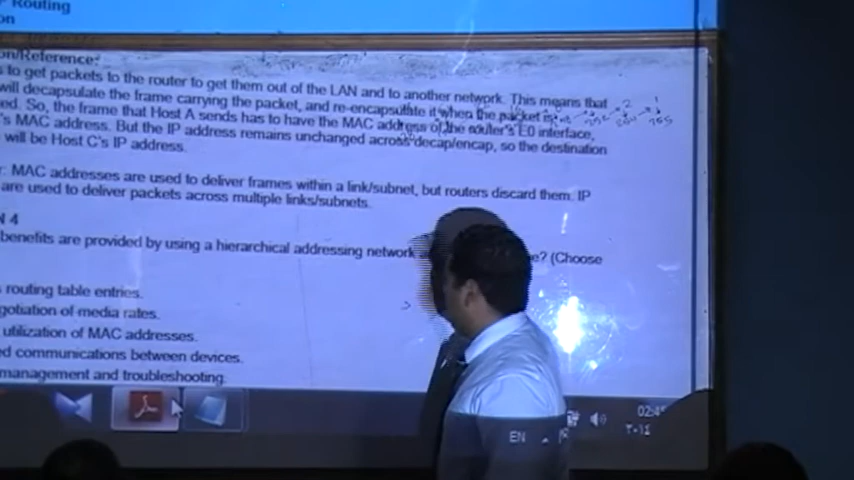 Routing
on
on/Reference:
s to get packets to the router to get them out of the LAN and to another network. This means that
will decapsulate the frame carrying the packet, and re-encapsulate it when the packet is
ed. So, the frame that Host A sends has to have the MAC address of the router's E0 interface,
's MAC address. But the IP address remains unchanged across decap/encap, so the destination
will be Host C's IP address.
r: MAC addresses are used to deliver frames within a link/subnet, but routers discard them. IP
are used to deliver packets across multiple links/subnets.
N 4
benefits are provided by using a hierarchical addressing network e? (Choose
routing table entries.
gotiation of media rates.
utilization of MAC addresses.
ed communications between devices.
management and troubleshooting.
EN